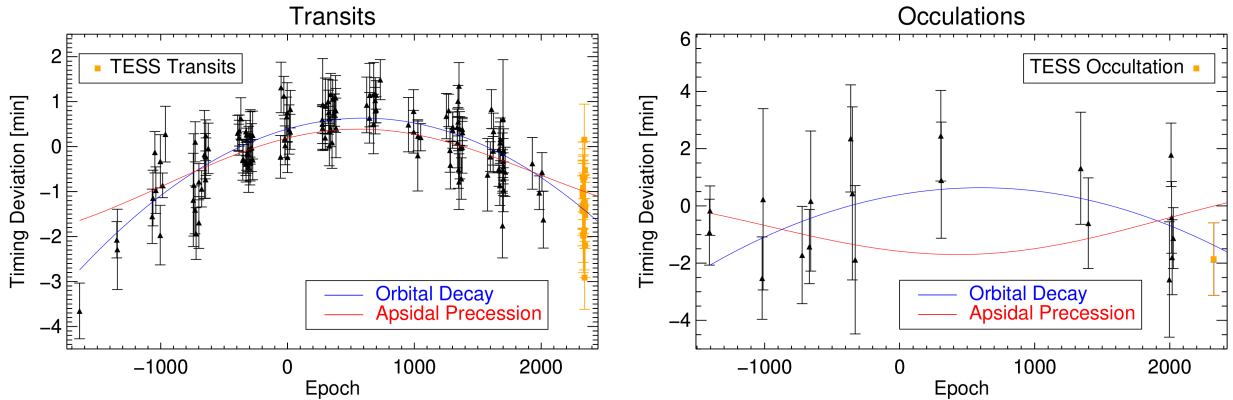 Transits
Timing Deviation [min]
2
1
0
−1
−2
−3
−4
TESS Transits
Orbital Decay
Apsidal Precession
−1000
0
1000
2000
Epoch
Occulations
Timing Deviation [min]
6
4
2
0
−2
−4
TESS Occultation
Orbital Decay
Apsidal Precession
−1000
0
1000
2000
Epoch